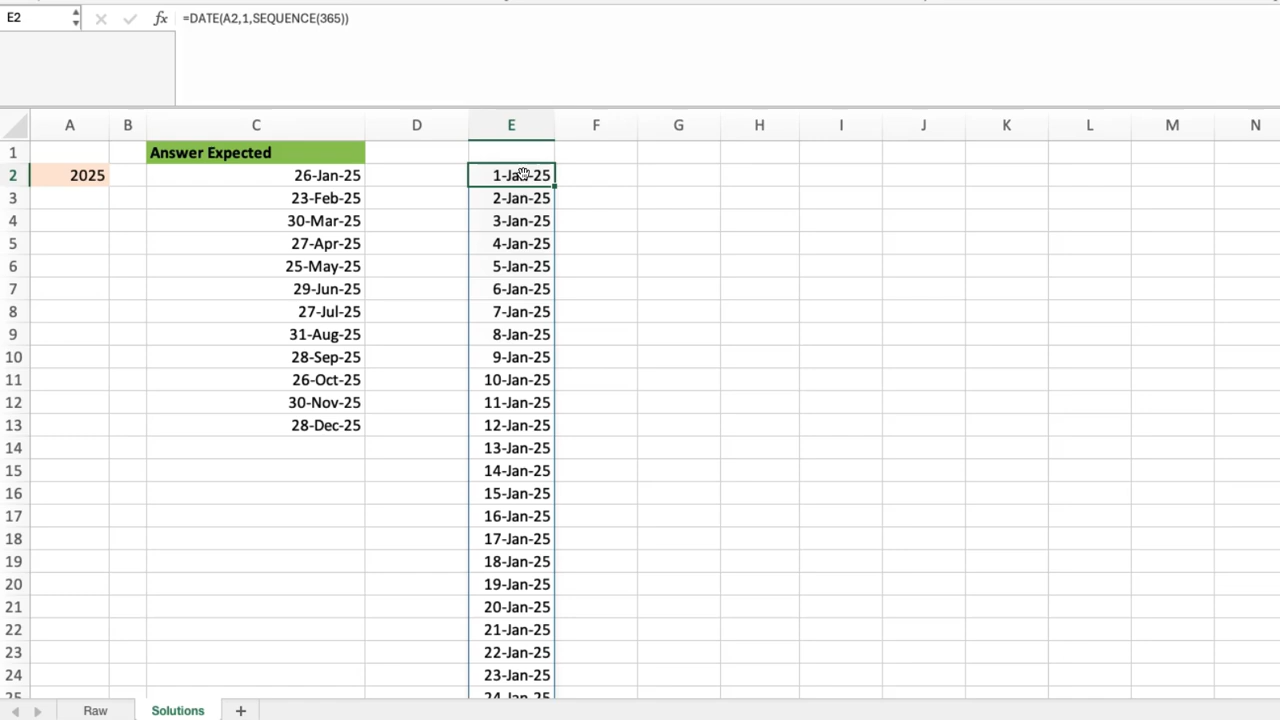 E2 fx =DATE(A2,1,SEQUENCE(365))
A B C D E F G H I J K L M N
1 Answer Expected
2 2025 26-Jan-25 1-Jan-25
3 23-Feb-25 2-Jan-25
4 30-Mar-25 3-Jan-25
5 27-Apr-25 4-Jan-25
6 25-May-25 5-Jan-25
7 29-Jun-25 6-Jan-25
8 27-Jul-25 7-Jan-25
9 31-Aug-25 8-Jan-25
10 28-Sep-25 9-Jan-25
11 26-Oct-25 10-Jan-25
12 30-Nov-25 11-Jan-25
13 28-Dec-25 12-Jan-25
14 13-Jan-25
15 14-Jan-25
16 15-Jan-25
17 16-Jan-25
18 17-Jan-25
19 18-Jan-25
20 19-Jan-25
21 20-Jan-25
22 21-Jan-25
23 22-Jan-25
24 23-Jan-25
25 24-Jan-25
Raw Solutions +